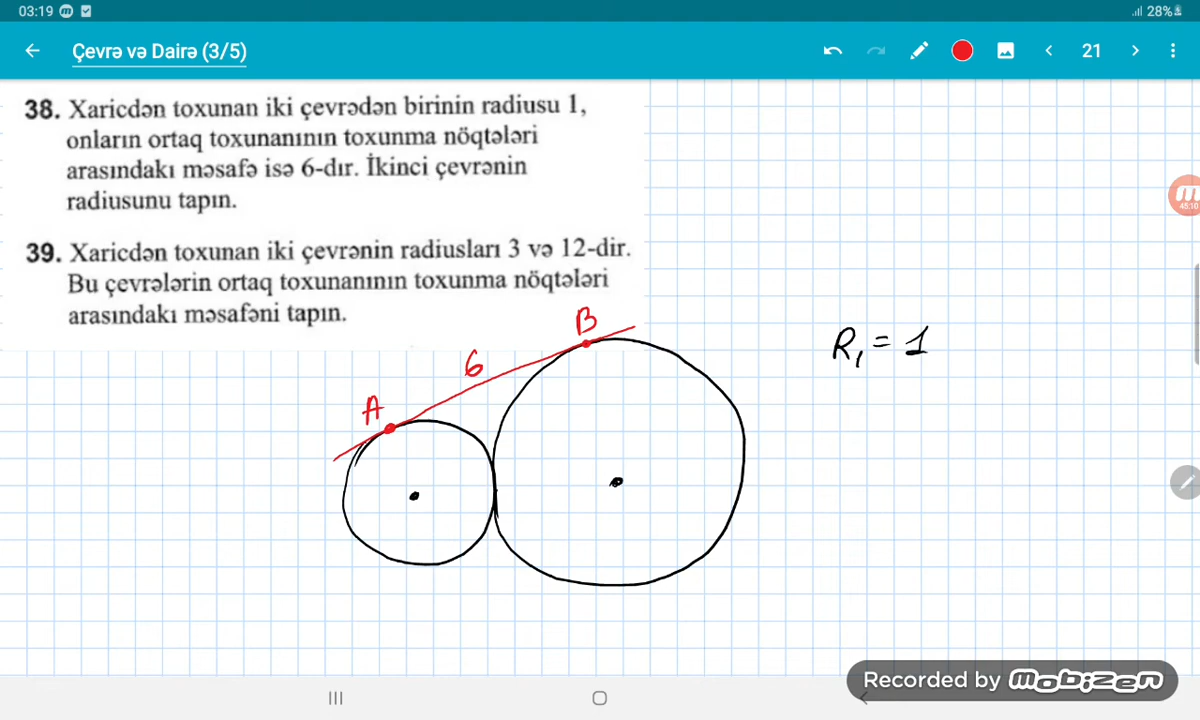 03:19
28%
Çevrə və Dairə (3/5)
21
38. Xaricdən toxunan iki çevrədən birinin radiusu 1,
onların ortaq toxunanının toxunma nöqtələri
arasındakı məsafə isə 6-dır. İkinci çevrənin
radiusunu tapın.
39. Xaricdən toxunan iki çevrənin radiusları 3 və 12-dir.
Bu çevrələrin ortaq toxunanının toxunma nöqtələri
arasındakı məsafəni tapın.
B
6
A
R₁ = 1
45:10
Recorded by mobizen